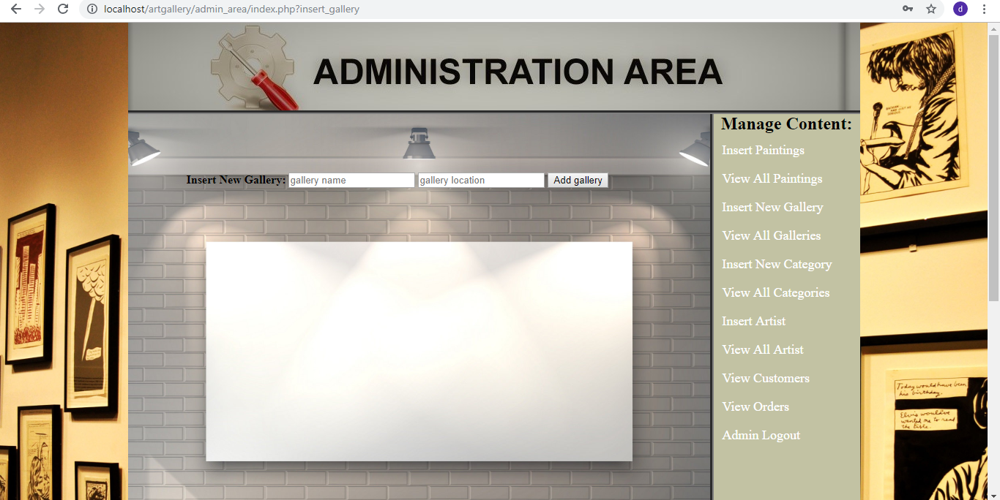 localhost/artgallery/admin_area/index.php?insert_gallery
d
ADMINISTRATION AREA
Insert New Gallery: gallery name gallery location Add gallery
Manage Content:
Insert Paintings
View All Paintings
Insert New Gallery
View All Galleries
Insert New Category
View All Categories
Insert Artist
View All Artist
View Customers
View Orders
Admin Logout
Today would have been
his birthday.
Elvis would've
wanted me to read
the Bible.